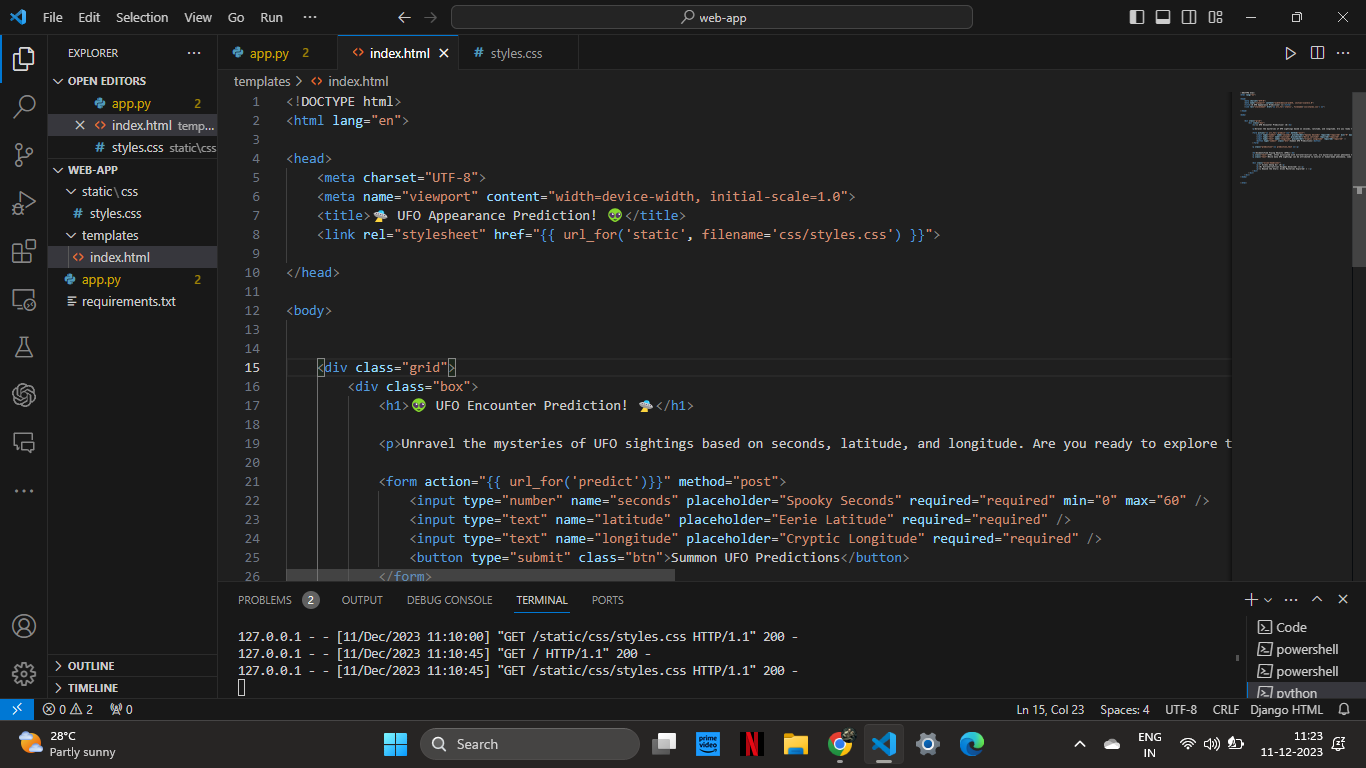 File Edit Selection View Go Run ··· web-app
EXPLORER ···
OPEN EDITORS
app.py 2
index.html temp...
styles.css static\css
WEB-APP
static\css
styles.css
templates
index.html
app.py 2
requirements.txt
OUTLINE
TIMELINE
app.py 2 index.html styles.css
templates > index.html
1 <!DOCTYPE html>
2 <html lang="en">
3
4 <head>
5 <meta charset="UTF-8">
6 <meta name="viewport" content="width=device-width, initial-scale=1.0">
7 <title>🛸 UFO Appearance Prediction! 👽</title>
8 <link rel="stylesheet" href="{{ url_for('static', filename='css/styles.css') }}">
9
10 </head>
11
12 <body>
13
14
15 <div class="grid">
16 <div class="box">
17 <h1>👽 UFO Encounter Prediction! 🛸</h1>
18
19 <p>Unravel the mysteries of UFO sightings based on seconds, latitude, and longitude. Are you ready to explore t
20
21 <form action="{{ url_for('predict')}}" method="post">
22 <input type="number" name="seconds" placeholder="Spooky Seconds" required="required" min="0" max="60" />
23 <input type="text" name="latitude" placeholder="Eerie Latitude" required="required" />
24 <input type="text" name="longitude" placeholder="Cryptic Longitude" required="required" />
25 <button type="submit" class="btn">Summon UFO Predictions</button>
26 </form>
PROBLEMS 2 OUTPUT DEBUG CONSOLE TERMINAL PORTS
127.0.0.1 - - [11/Dec/2023 11:10:00] "GET /static/css/styles.css HTTP/1.1" 200 -
127.0.0.1 - - [11/Dec/2023 11:10:45] "GET / HTTP/1.1" 200 -
127.0.0.1 - - [11/Dec/2023 11:10:45] "GET /static/css/styles.css HTTP/1.1" 200 -
Code
powershell
powershell
python
0 2 0 Ln 15, Col 23 Spaces: 4 UTF-8 CRLF Django HTML
28°C
Partly sunny
Search
prime video
ENG
IN
11:23
11-12-2023